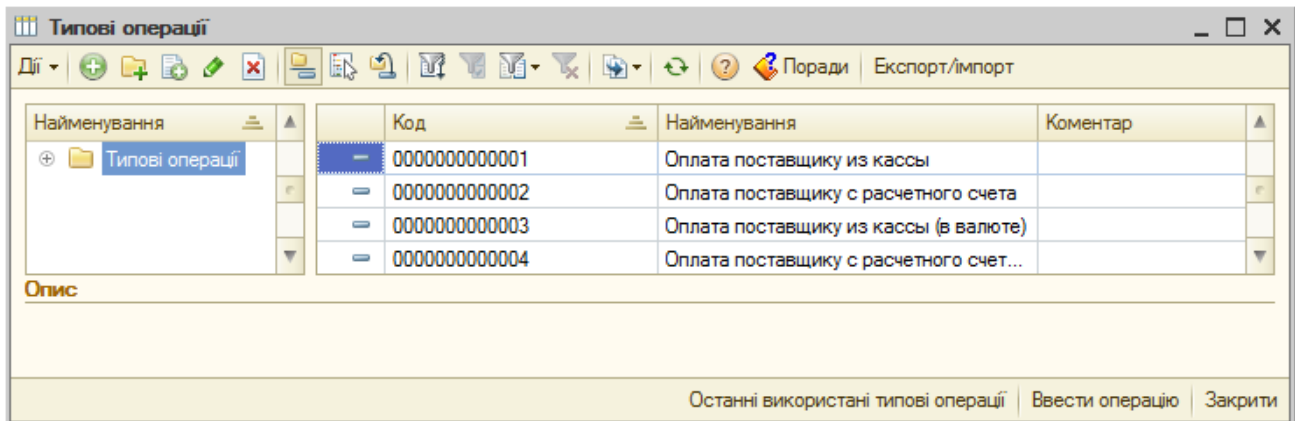 Типові операції
Дії Поради Експорт/імпорт
Найменування Код Найменування Коментар
Типові операції 0000000000001 Оплата поставщику из кассы
0000000000002 Оплата поставщику с расчетного счета
0000000000003 Оплата поставщику из кассы (в валюте)
0000000000004 Оплата поставщику с расчетного счет...
Опис
Останні використані типові операції Ввести операцію Закрити